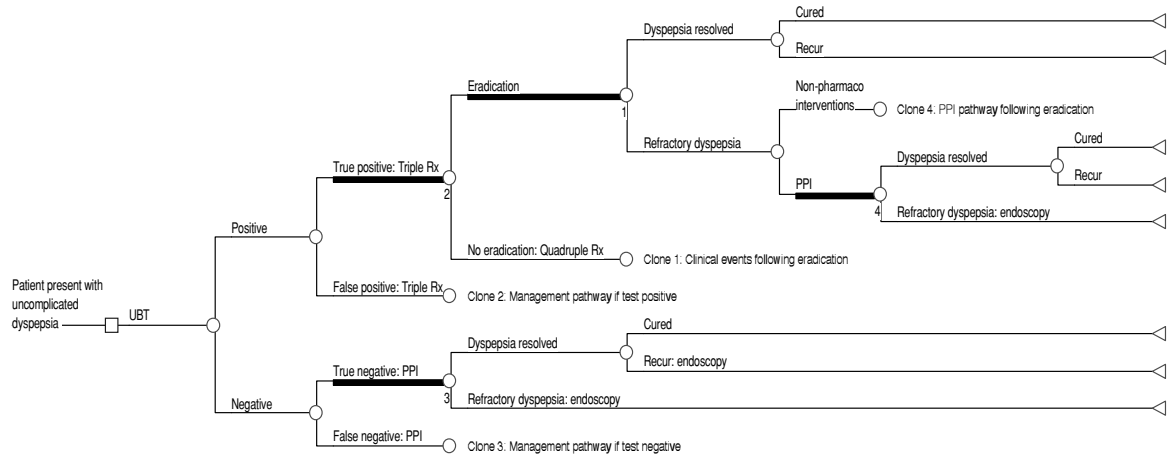 Cured
Dyspepsia resolved
Recur
Eradication
Non-pharmaco
interventions
Clone 4: PPI pathway following eradication
1
Refractory dyspepsia
Cured
Dyspepsia resolved
Recur
PPI
4
Refractory dyspepsia: endoscopy
True positive: Triple Rx
2
Positive
No eradication: Quadruple Rx
Clone 1: Clinical events following eradication
False positive: Triple Rx
Clone 2: Management pathway if test positive
Patient present with
uncomplicated
dyspepsia
UBT
Cured
Dyspepsia resolved
Recur: endoscopy
True negative: PPI
3
Refractory dyspepsia: endoscopy
Negative
False negative: PPI
Clone 3: Management pathway if test negative